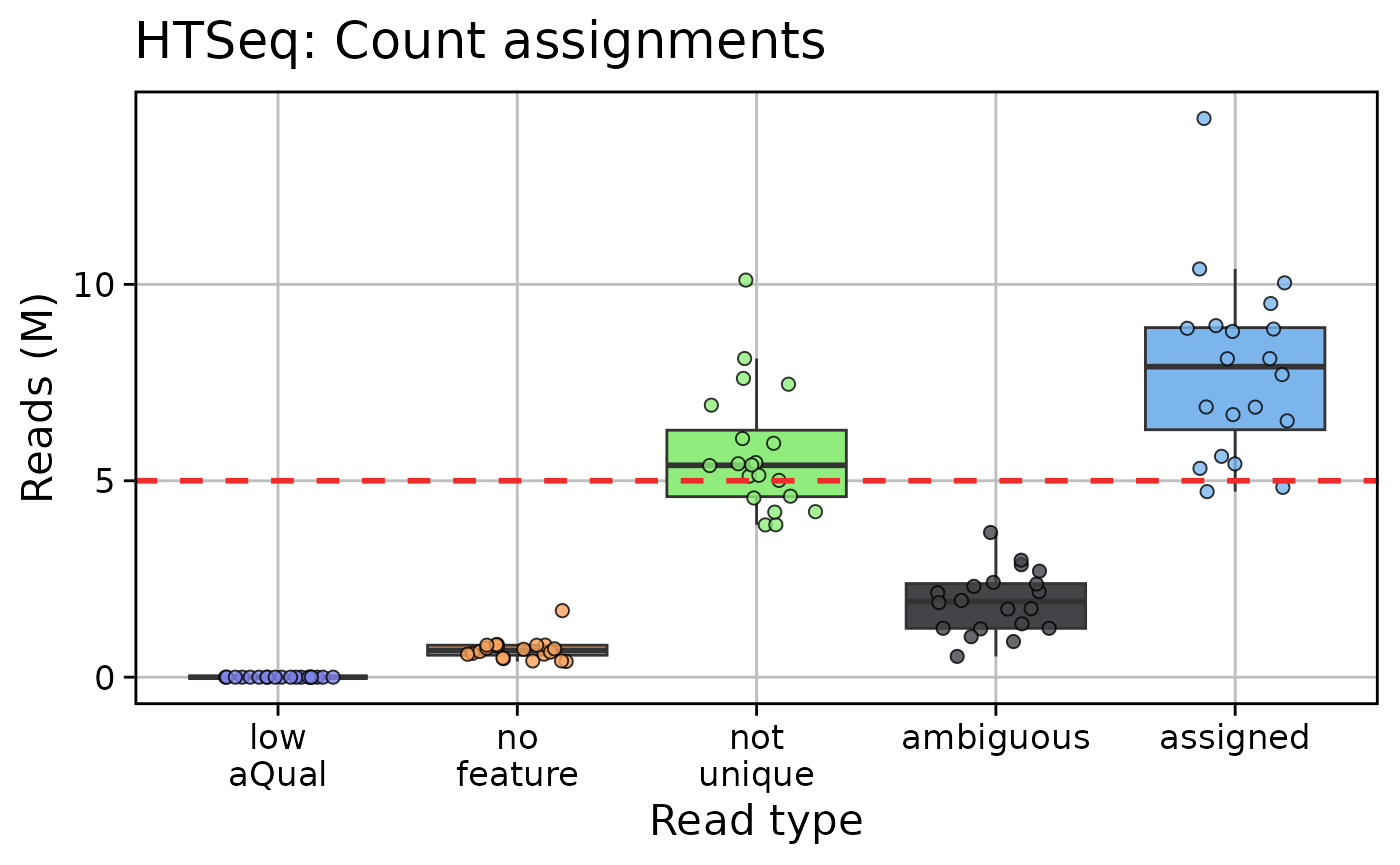 HTSeq: Count assignments
Reads (M)
10
5
0
low
aQual
no
feature
not
unique
ambiguous
assigned
Read type